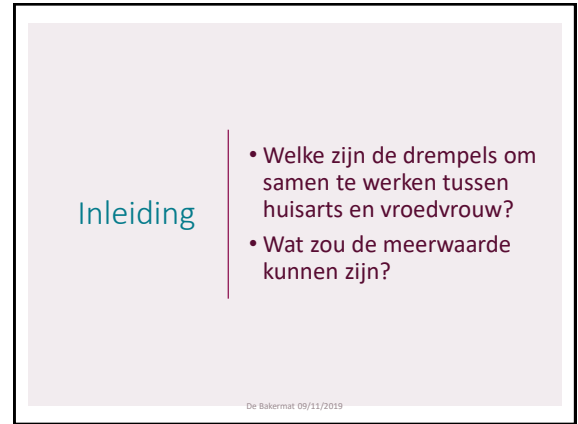 Inleiding
• Welke zijn de drempels om
samen te werken tussen
huisarts en vroedvrouw?
• Wat zou de meerwaarde
kunnen zijn?
De Bakermat 09/11/2019